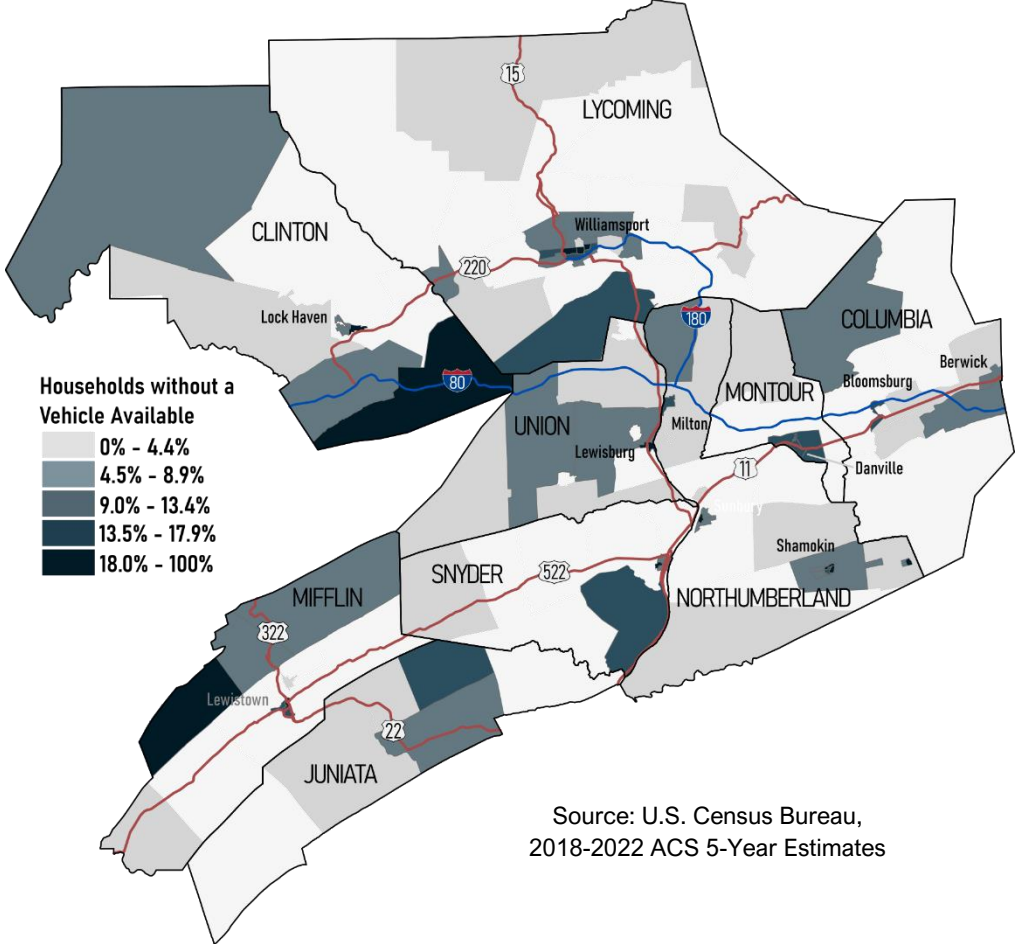 15
LYCOMING
Williamsport
CLINTON
220
Lock Haven
180
COLUMBIA
Berwick
80
Bloomsburg
MONTOUR
Households without a
Vehicle Available
0% - 4.4%
4.5% - 8.9%
9.0% - 13.4%
13.5% - 17.9%
18.0% - 100%
UNION
Milton
Lewisburg
11
Danville
Sunbury
Shamokin
522
SNYDER
MIFFLIN
NORTHUMBERLAND
322
Lewistown
22
JUNIATA
Source: U.S. Census Bureau,
2018-2022 ACS 5-Year Estimates